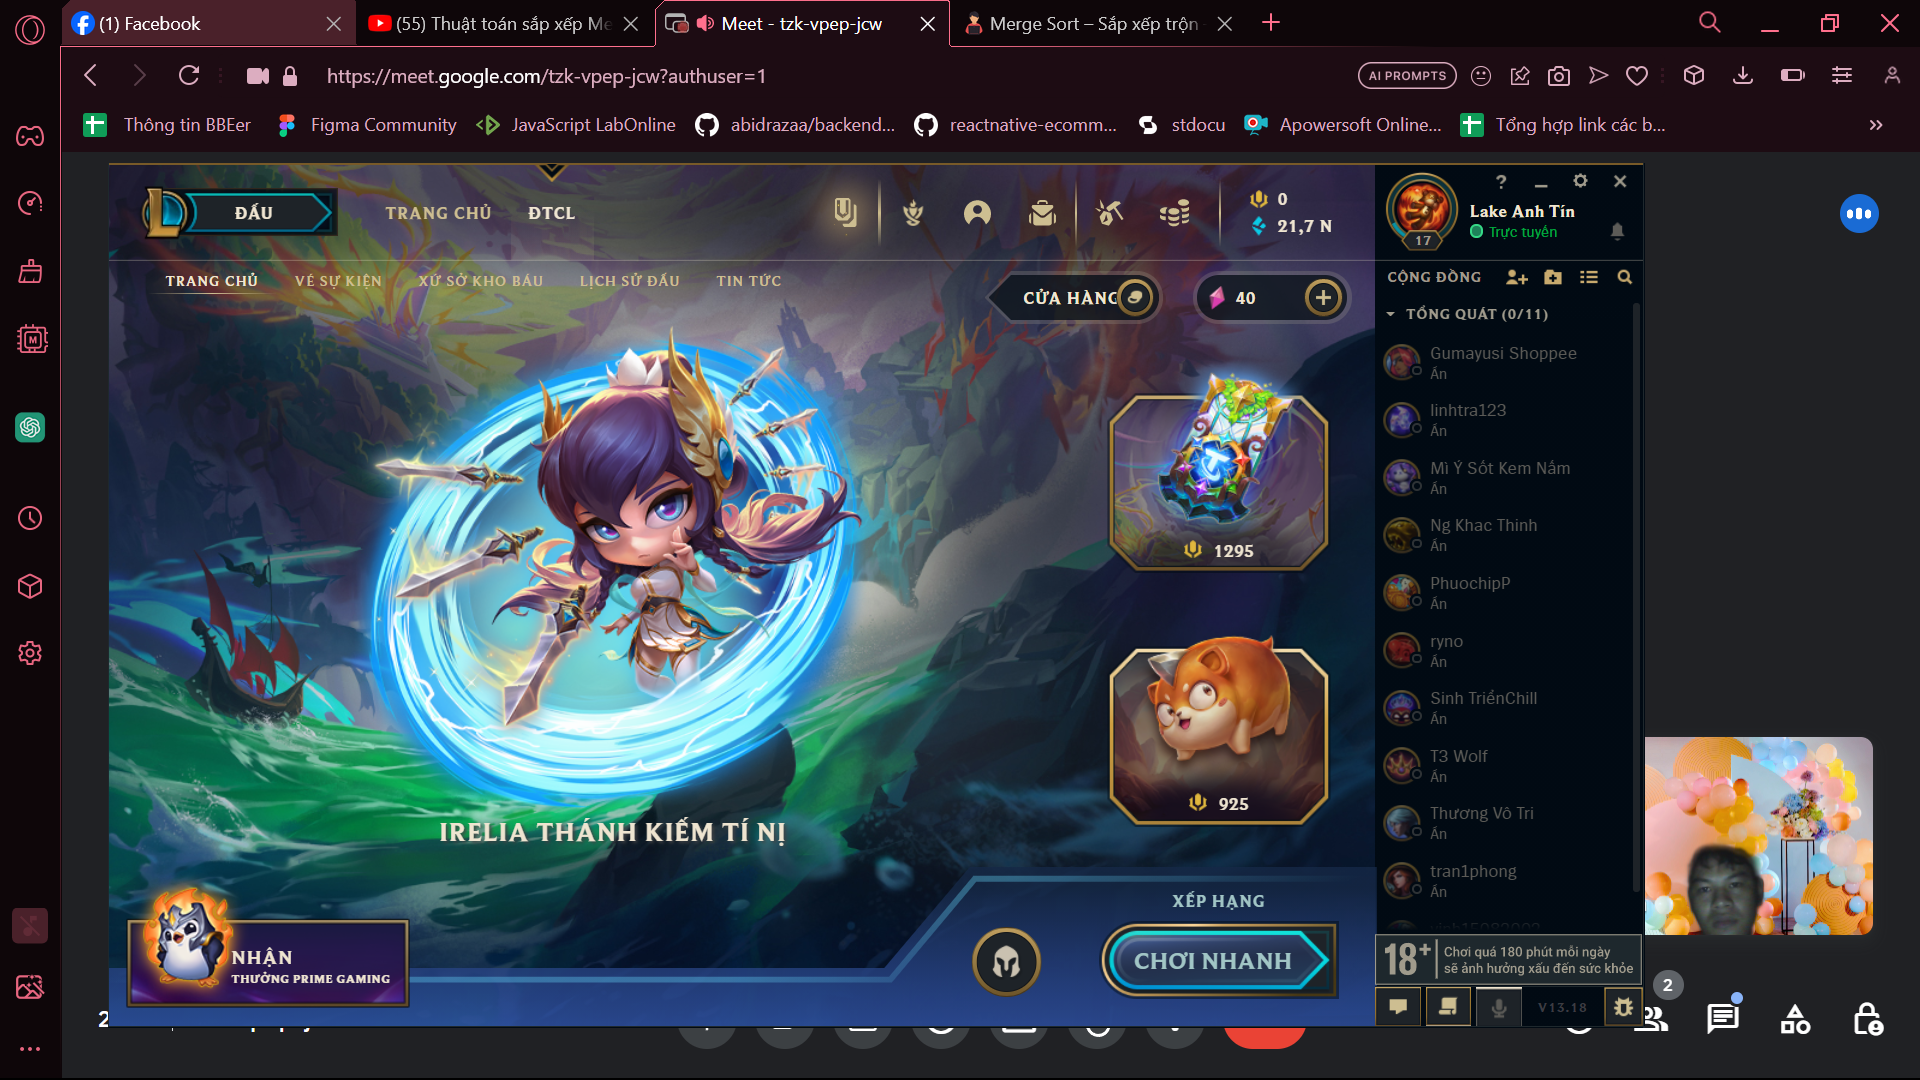 (1) Facebook
(55) Thuật toán sắp xếp Me
Meet - tzk-vpep-jcw
Merge Sort – Sắp xếp trộn
https://meet.google.com/tzk-vpep-jcw?authuser=1
AI PROMPTS
Thông tin BBEer
Figma Community
JavaScript LabOnline
abidrazaa/backend...
reactnative-ecomm...
stdocu
Apowersoft Online...
Tổng hợp link các b...
ĐẤU
TRANG CHỦ
ĐTCL
0
21,7 N
17
Lake Anh Tín
Trực tuyến
TRANG CHỦ
VÉ SỰ KIỆN
XỨ SỞ KHO BÁU
LỊCH SỬ ĐẤU
TIN TỨC
CỬA HÀNG
40
CỘNG ĐỒNG
TỔNG QUÁT (0/11)
Gumayusi Shoppee
Ẩn
linhtra123
Ẩn
Mì Ý Sốt Kem Nấm
Ẩn
Ng Khac Thinh
Ẩn
PhuochipP
Ẩn
ryno
Ẩn
Sinh TriểnChill
Ẩn
T3 Wolf
Ẩn
Thương Vô Tri
Ẩn
tran1phong
Ẩn
1295
925
IRELIA THÁNH KIẾM TÍ NỊ
NHẬN
THƯỞNG PRIME GAMING
XẾP HẠNG
CHƠI NHANH
18+
Chơi quá 180 phút mỗi ngày
sẽ ảnh hưởng xấu đến sức khỏe
V13.18
2